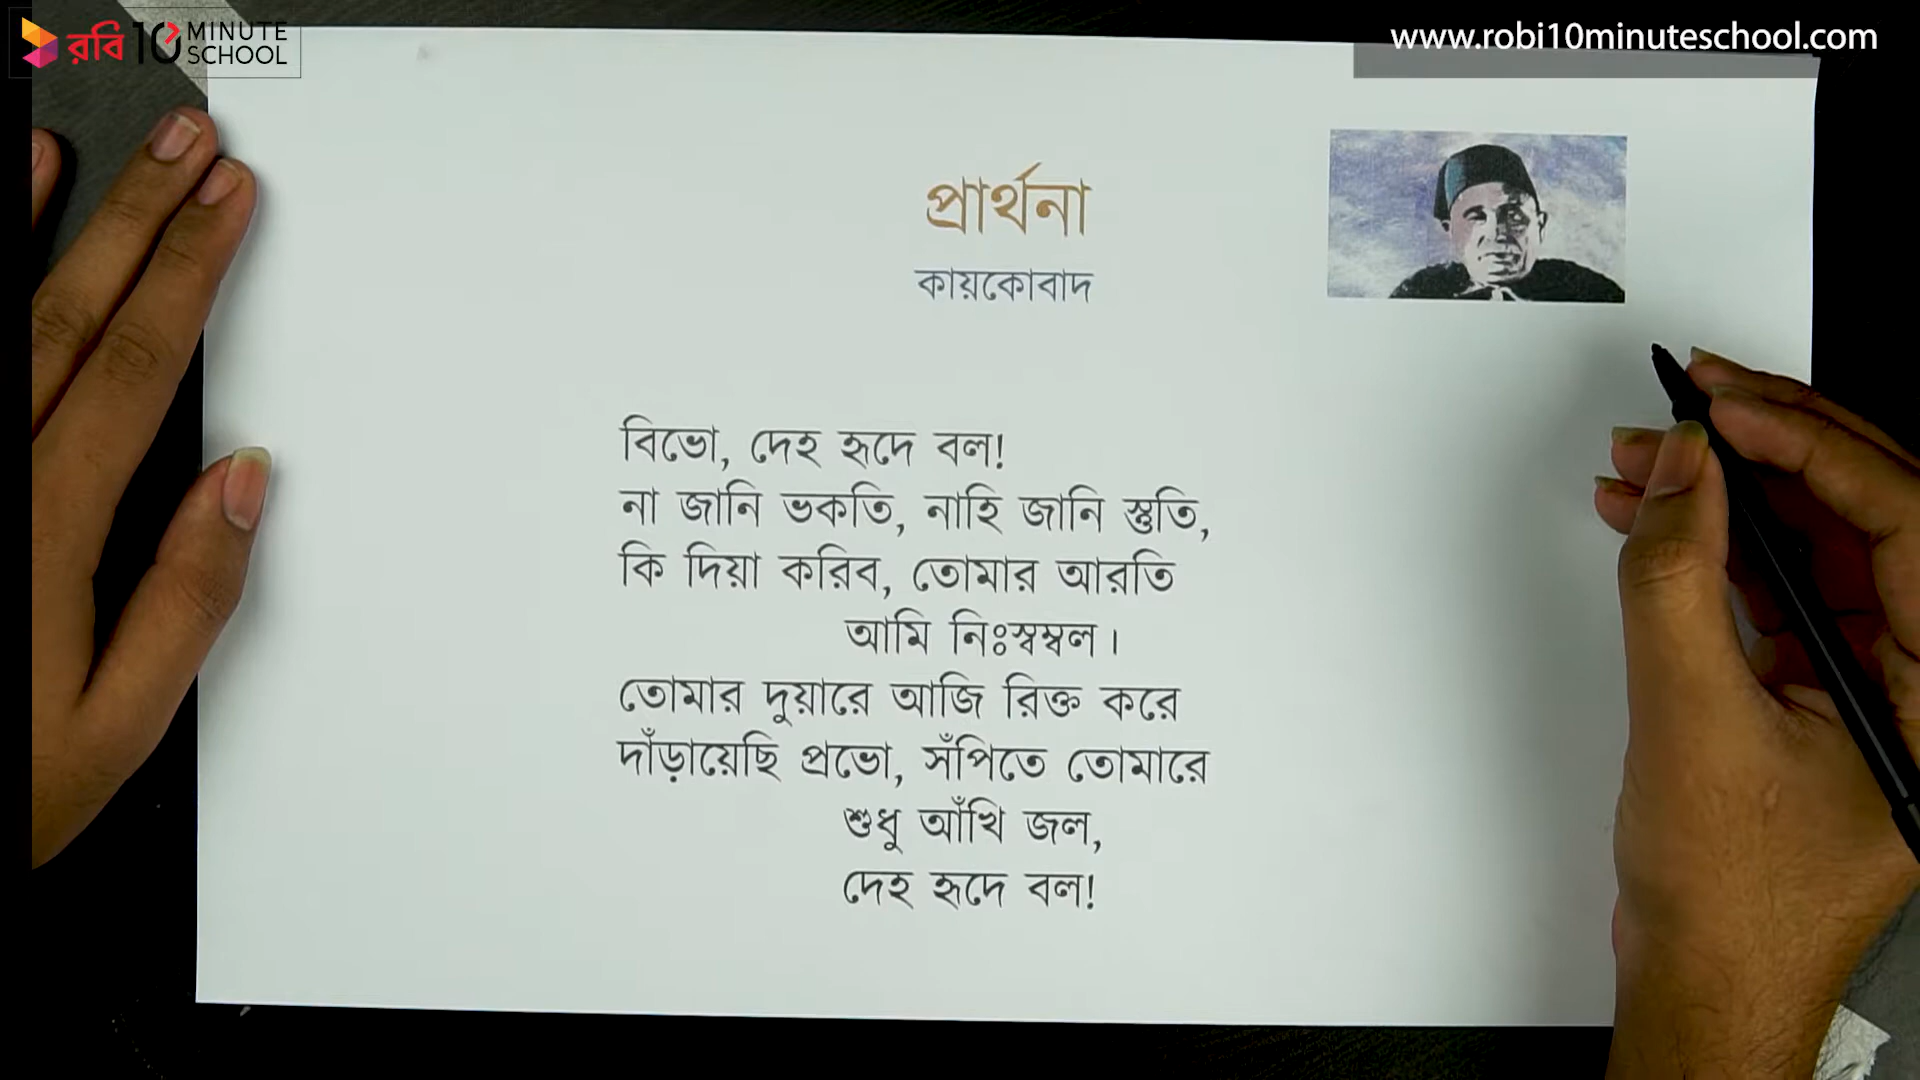 রবি 10 MINUTE SCHOOL
www.robi10minuteschool.com
প্রার্থনা
কায়কোবাদ
বিভো, দেহ হৃদে বল!
না জানি ভকতি, নাহি জানি স্তুতি,
কি দিয়া করিব, তোমার আরতি
আমি নিঃস্বম্বল।
তোমার দুয়ারে আজি রিক্ত করে
দাঁড়ায়েছি প্রভো, সঁপিতে তোমারে
শুধু আঁখি জল,
দেহ হৃদে বল!